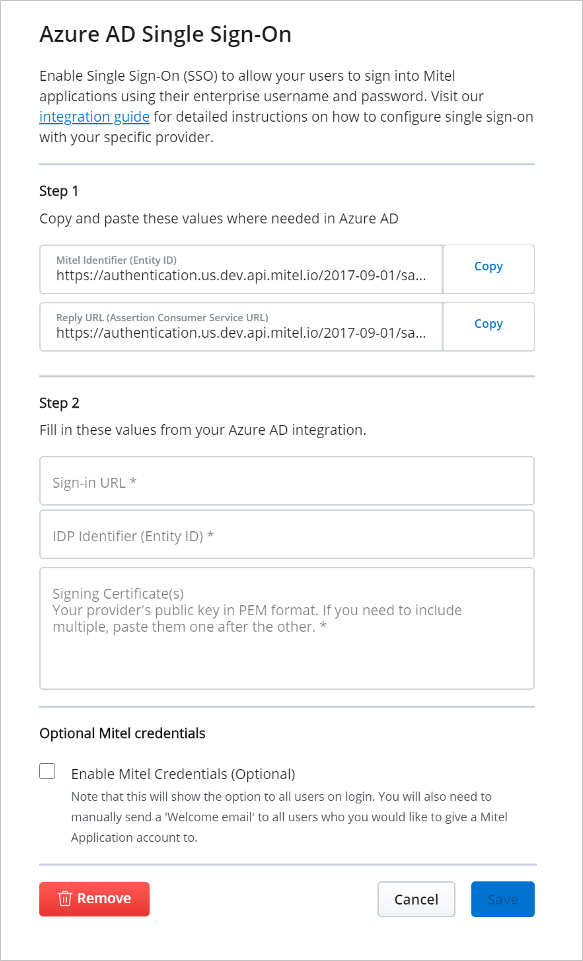 Azure AD Single Sign-On
Enable Single Sign-On (SSO) to allow your users to sign into Mitel
applications using their enterprise username and password. Visit our
integration guide for detailed instructions on how to configure single sign-on
with your specific provider.
Step 1
Copy and paste these values where needed in Azure AD
Mitel Identifier (Entity ID)
https://authentication.us.dev.api.mitel.io/2017-09-01/sa...
Copy
Reply URL (Assertion Consumer Service URL)
https://authentication.us.dev.api.mitel.io/2017-09-01/sa...
Copy
Step 2
Fill in these values from your Azure AD integration.
Sign-in URL *
IDP Identifier (Entity ID) *
Signing Certificate(s)
Your provider's public key in PEM format. If you need to include
multiple, paste them one after the other. *
Optional Mitel credentials
Enable Mitel Credentials (Optional)
Note that this will show the option to all users on login. You will also need to
manually send a 'Welcome email' to all users who you would like to give a Mitel
Application account to.
Remove
Cancel
Save